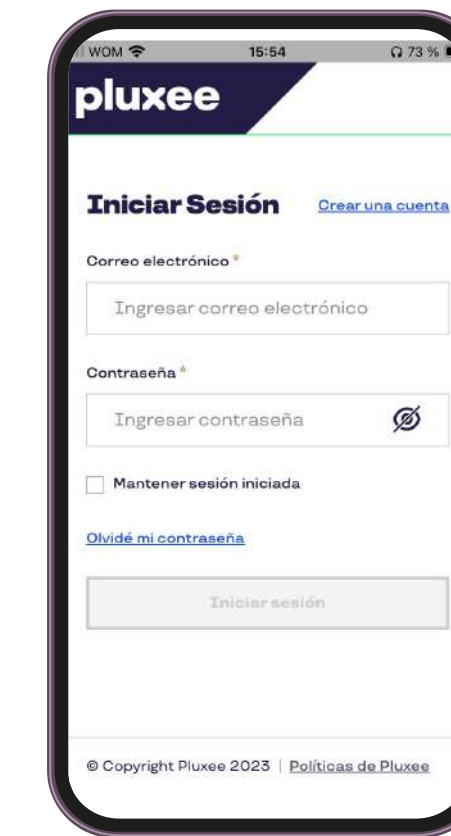 WOM 15:54 73 %
pluxee
Iniciar Sesión Crear una cuenta
Correo electrónico *
Ingresar correo electrónico
Contraseña *
Ingresar contraseña
Mantener sesión iniciada
Olvidé mi contraseña
Iniciar sesión
© Copyright Pluxee 2023 | Políticas de Pluxee